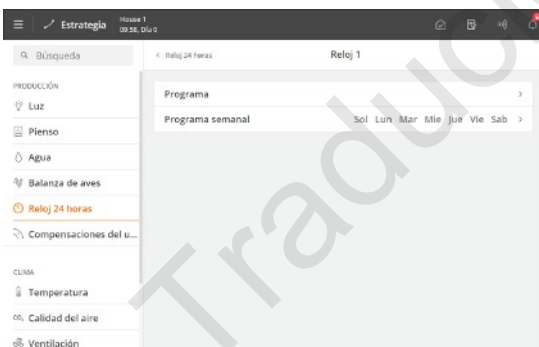 Estrategia
House 1
09:58, Día 0
Búsqueda
< Reloj 24 horas
Reloj 1
PRODUCCIÓN
Luz
Pienso
Agua
Balanza de aves
Reloj 24 horas
Compensaciones del u...
CLIMA
Temperatura
CO₂ Calidad del aire
Ventilación
Programa
Programa semanal Sol Lun Mar Mie Jue Vie Sab
Traduc